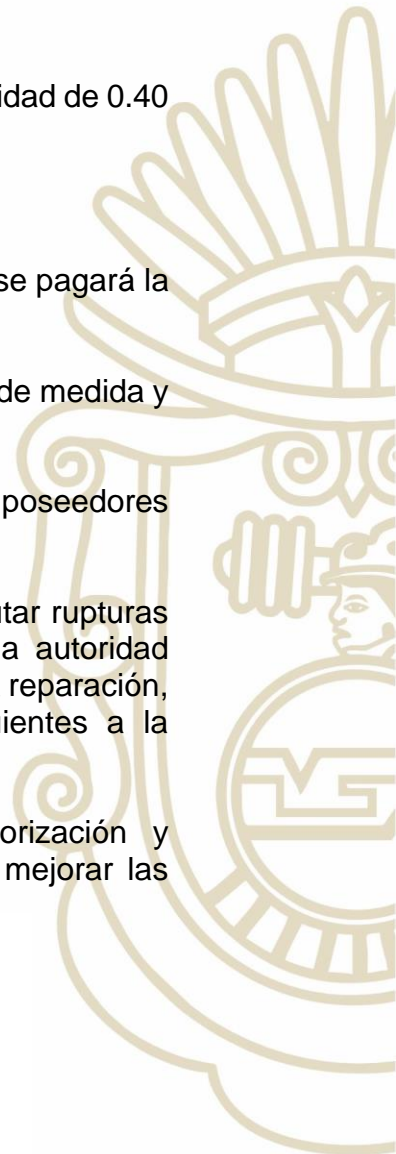 idad de 0.40
se pagará la
de medida y
poseedores
tar rupturas
a autoridad
reparación,
ientes a la
orización y
mejorar las